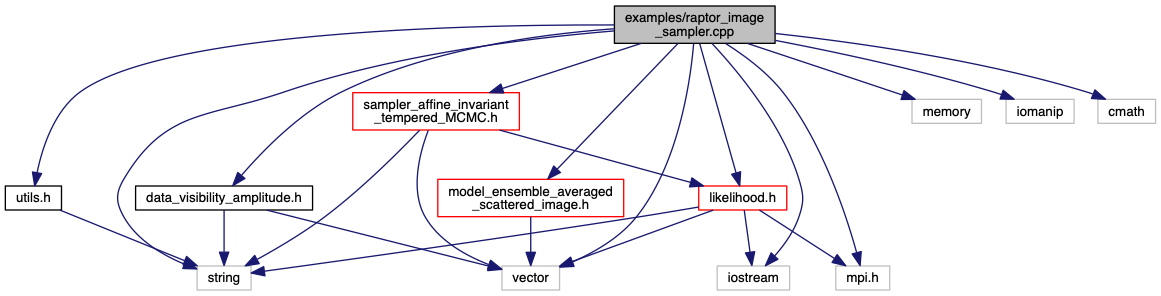 examples/raptor_image
_sampler.cpp
sampler_affine_invariant
_tempered_MCMC.h
memory
iomanip
cmath
utils.h
data_visibility_amplitude.h
model_ensemble_averaged
_scattered_image.h
likelihood.h
string
vector
iostream
mpi.h